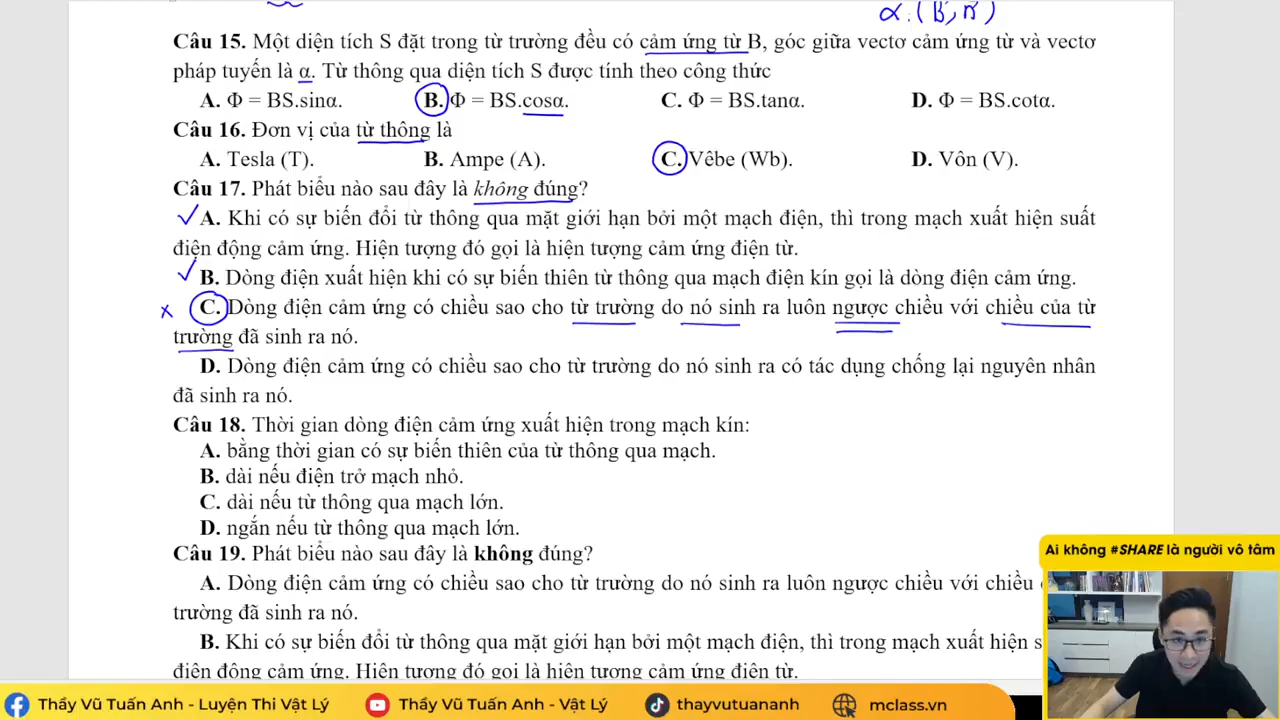 α.(B, n)
Câu 15. Một diện tích S đặt trong từ trường đều có cảm ứng từ B, góc giữa vectơ cảm ứng từ và vectơ
pháp tuyến là α. Từ thông qua diện tích S được tính theo công thức
A. Φ = BS.sinα. B. Φ = BS.cosα. C. Φ = BS.tanα. D. Φ = BS.cotα.
Câu 16. Đơn vị của từ thông là
A. Tesla (T). B. Ampe (A). C. Vêbe (Wb). D. Vôn (V).
Câu 17. Phát biểu nào sau đây là không đúng?
A. Khi có sự biến đổi từ thông qua mặt giới hạn bởi một mạch điện, thì trong mạch xuất hiện suất
điện động cảm ứng. Hiện tượng đó gọi là hiện tượng cảm ứng điện từ.
B. Dòng điện xuất hiện khi có sự biến thiên từ thông qua mạch điện kín gọi là dòng điện cảm ứng.
C. Dòng điện cảm ứng có chiều sao cho từ trường do nó sinh ra luôn ngược chiều với chiều của từ
trường đã sinh ra nó.
D. Dòng điện cảm ứng có chiều sao cho từ trường do nó sinh ra có tác dụng chống lại nguyên nhân
đã sinh ra nó.
Câu 18. Thời gian dòng điện cảm ứng xuất hiện trong mạch kín:
A. bằng thời gian có sự biến thiên của từ thông qua mạch.
B. dài nếu điện trở mạch nhỏ.
C. dài nếu từ thông qua mạch lớn.
D. ngắn nếu từ thông qua mạch lớn.
Câu 19. Phát biểu nào sau đây là không đúng?
A. Dòng điện cảm ứng có chiều sao cho từ trường do nó sinh ra luôn ngược chiều với chiều
trường đã sinh ra nó.
B. Khi có sự biến đổi từ thông qua mặt giới hạn bởi một mạch điện, thì trong mạch xuất hiện
điện động cảm ứng. Hiện tượng đó gọi là hiện tượng cảm ứng điện từ.
Ai không #SHARE là người vô tâm
Thầy Vũ Tuấn Anh - Luyện Thi Vật Lý Thầy Vũ Tuấn Anh - Vật Lý thayvutuananh mclass.vn